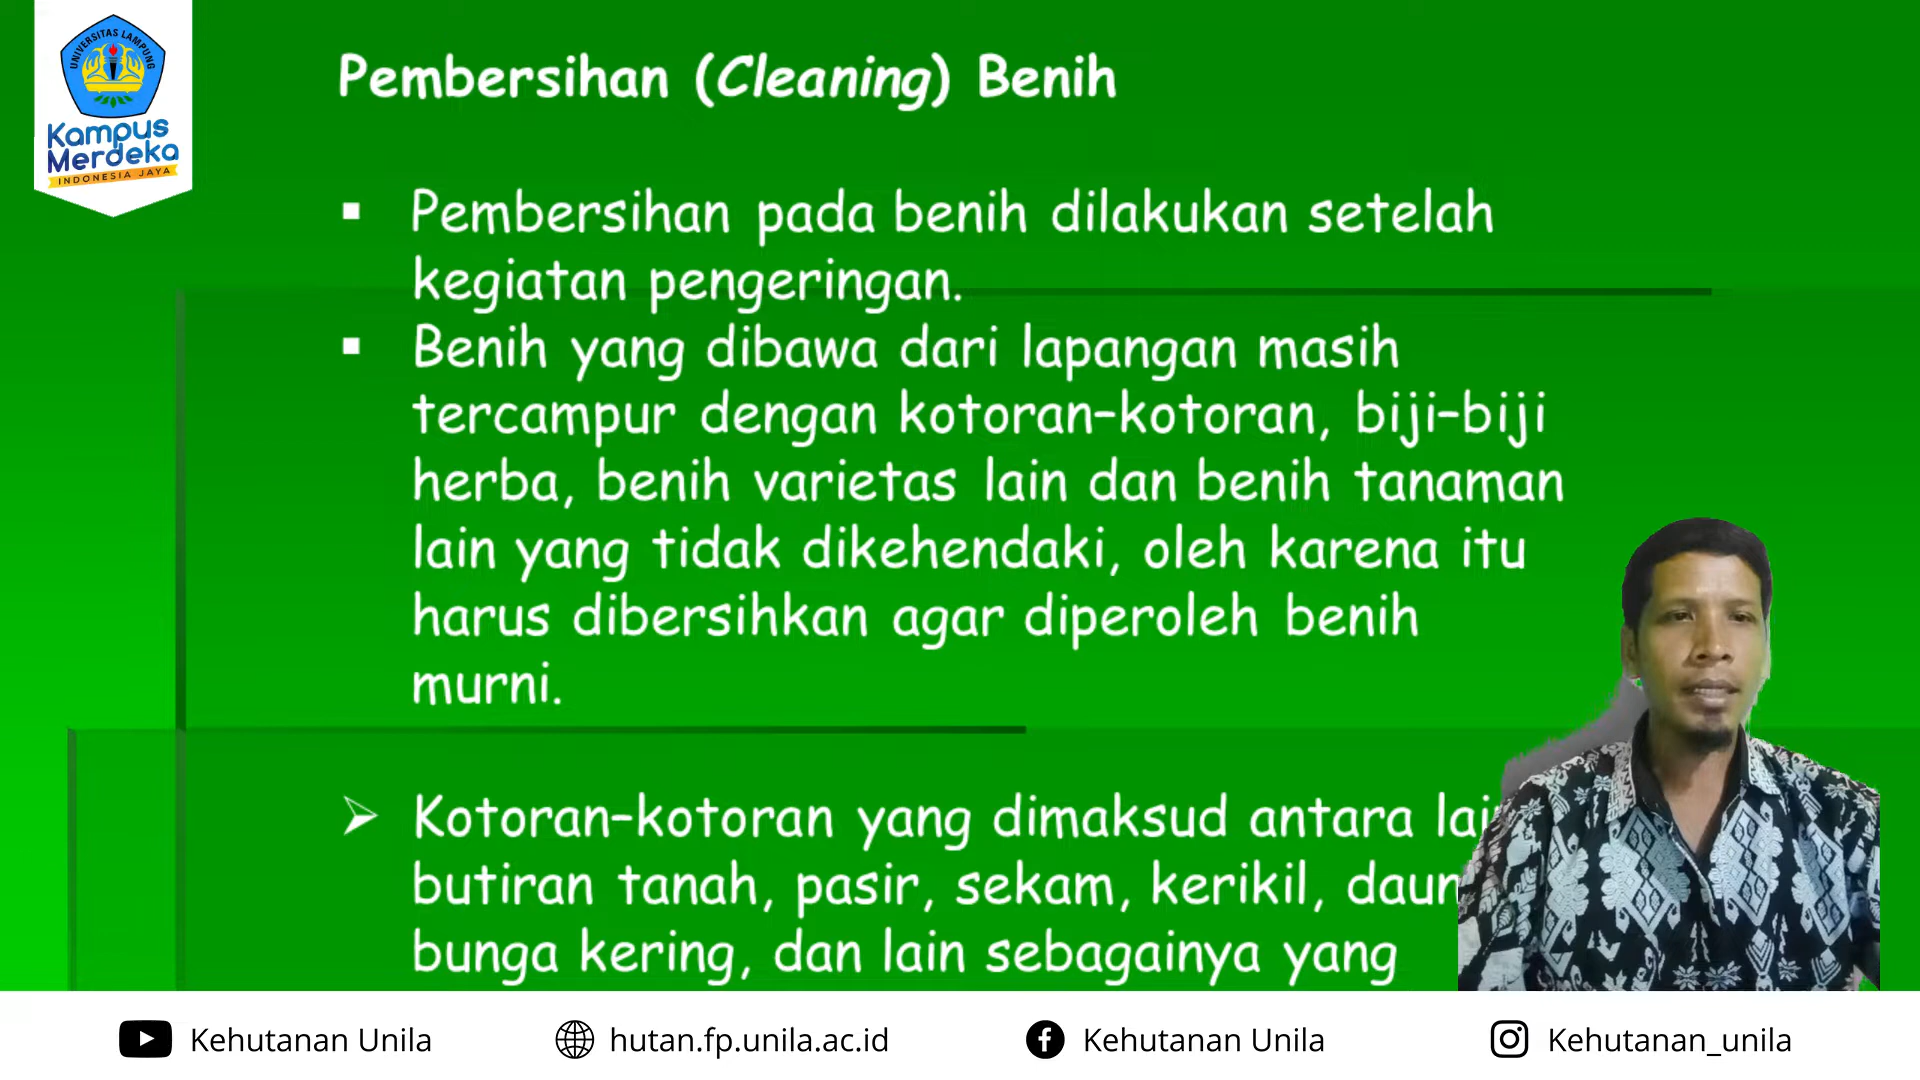 UNIVERSITAS LAMPUNG
Kampus
Merdeka
INDONESIA JAYA
Pembersihan (Cleaning) Benih
▪ Pembersihan pada benih dilakukan setelah
kegiatan pengeringan.
▪ Benih yang dibawa dari lapangan masih
tercampur dengan kotoran–kotoran, biji–biji
herba, benih varietas lain dan benih tanaman
lain yang tidak dikehendaki, oleh karena itu
harus dibersihkan agar diperoleh benih
murni.
➢ Kotoran–kotoran yang dimaksud antara
butiran tanah, pasir, sekam, kerikil, daun
bunga kering, dan lain sebagainya yang
Kehutanan Unila
hutan.fp.unila.ac.id
Kehutanan Unila
Kehutanan_unila